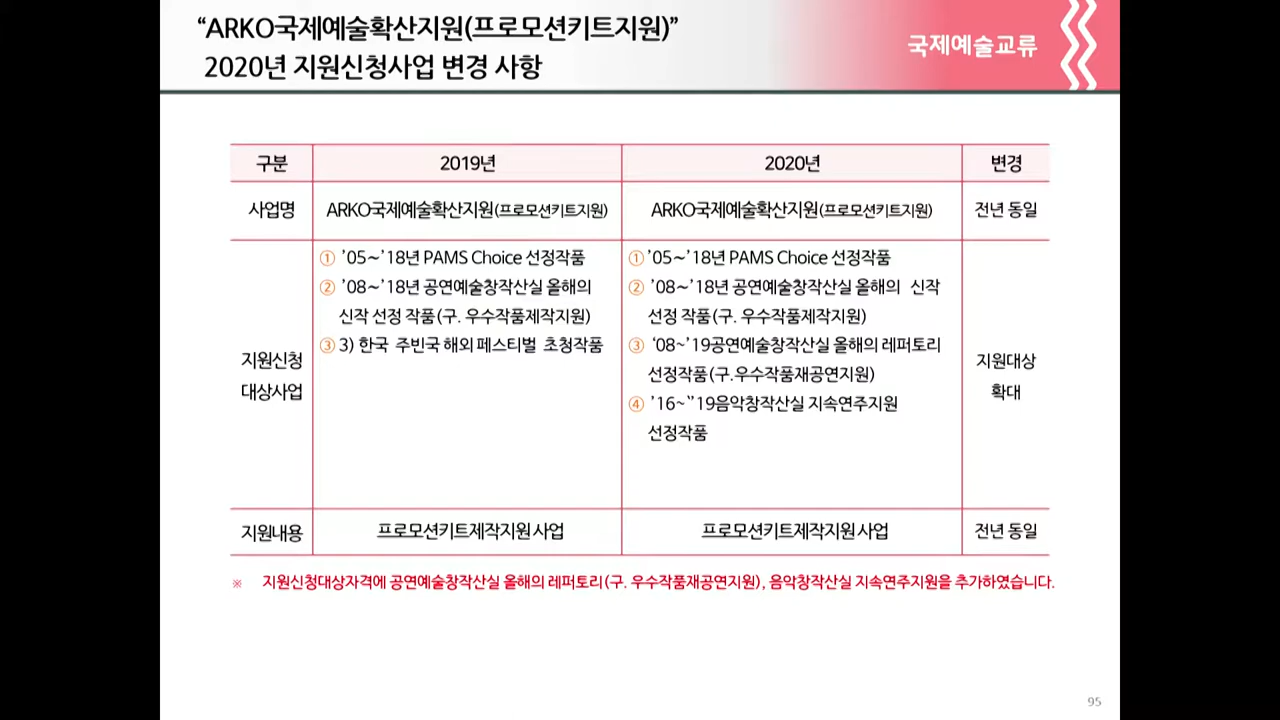 “ARKO국제예술확산지원(프로모션키트지원)”
2020년 지원신청사업 변경 사항
국제예술교류
구분
2019년
2020년
변경
사업명
ARKO국제예술확산지원(프로모션키트지원)
ARKO국제예술확산지원(프로모션키트지원)
전년 동일
지원신청
대상사업
① ’05~’18년 PAMS Choice 선정작품
② ’08~’18년 공연예술창작산실 올해의
신작 선정 작품(구. 우수작품제작지원)
③ 3) 한국 주빈국 해외 페스티벌 초청작품
① ’05~’18년 PAMS Choice 선정작품
② ’08~’18년 공연예술창작산실 올해의 신작
선정 작품(구. 우수작품제작지원)
③ ‘08~’19공연예술창작산실 올해의 레퍼토리
선정작품(구.우수작품재공연지원)
④ ’16~‘’19음악창작산실 지속연주지원
선정작품
지원대상
확대
지원내용
프로모션키트제작지원 사업
프로모션키트제작지원 사업
전년 동일
※ 지원신청대상자격에 공연예술창작산실 올해의 레퍼토리(구. 우수작품재공연지원), 음악창작산실 지속연주지원을 추가하였습니다.
95